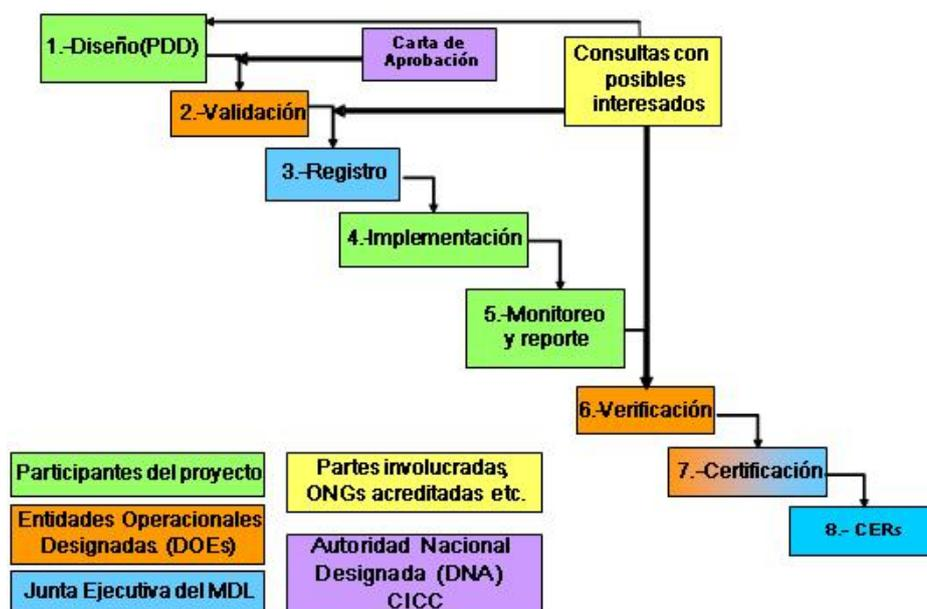 1.-Diseño(PDD)
Carta de
Aprobación
Consultas con
posibles
interesados
2.-Validación
3.-Registro
4.-Implementación
5.-Monitoreo
y reporte
6.-Verificación
7.-Certificación
8.- CERs
Participantes del proyecto
Partes involucradas,
ONGs acreditadas etc.
Entidades Operacionales
Designadas. (DOEs)
Autoridad Nacional
Designada (DNA)
CICC
Junta Ejecutiva del MDL